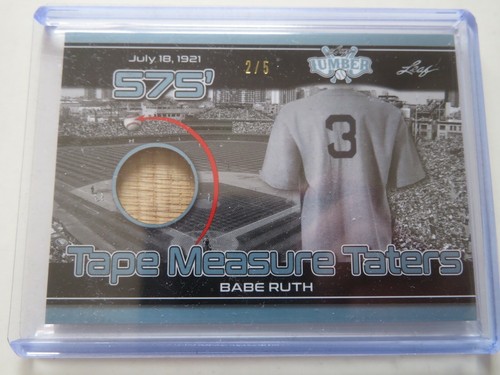 July 18, 1921
575'
2/5
LUMBER
Leaf
3
Tape Measure Taters
BABE RUTH